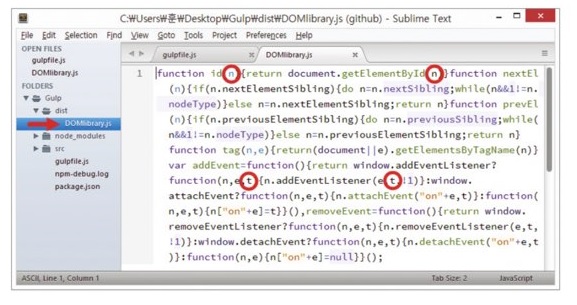 C:₩Users₩훈₩Desktop₩Gulp₩dist₩DOMlibrary.js (github) - Sublime Text
File Edit Selection Find View Goto Tools Project Preferences Help
OPEN FILES
gulpfile.js
DOMlibrary.js
FOLDERS
Gulp
dist
DOMlibrary.js
node_modules
src
gulpfile.js
npm-debug.log
package.json
gulpfile.js × DOMlibrary.js ×
1 function id(n){return document.getElementById(n)}function nextEl
(n){if(n.nextElementSibling){do n=n.nextSibling;while(n&&1!=n.
nodeType)}else n=n.nextElementSibling;return n}function prevEl
(n){if(n.previousElementSibling){do n=n.previousSibling;while(
n&&1!=n.nodeType)}else n=n.previousElementSibling;return n}
function tag(n,e){return(document||e).getElementsByTagName(n)}
var addEvent=function(){return window.addEventListener?
function(n,e,t){n.addEventListener(e,t,!1)}:window.
attachEvent?function(n,e,t){n.attachEvent("on"+e,t)}:function(
n,e,t){n["on"+e]=t}}(),removeEvent=function(){return window.
removeEventListener?function(n,e,t){n.removeEventListener(e,t,
!1)}:window.detachEvent?function(n,e,t){n.detachEvent("on"+e,t
)}:function(n,e){n["on"+e]=null}}();
ASCII, Line 1, Column 1 Tab Size: 2 JavaScript